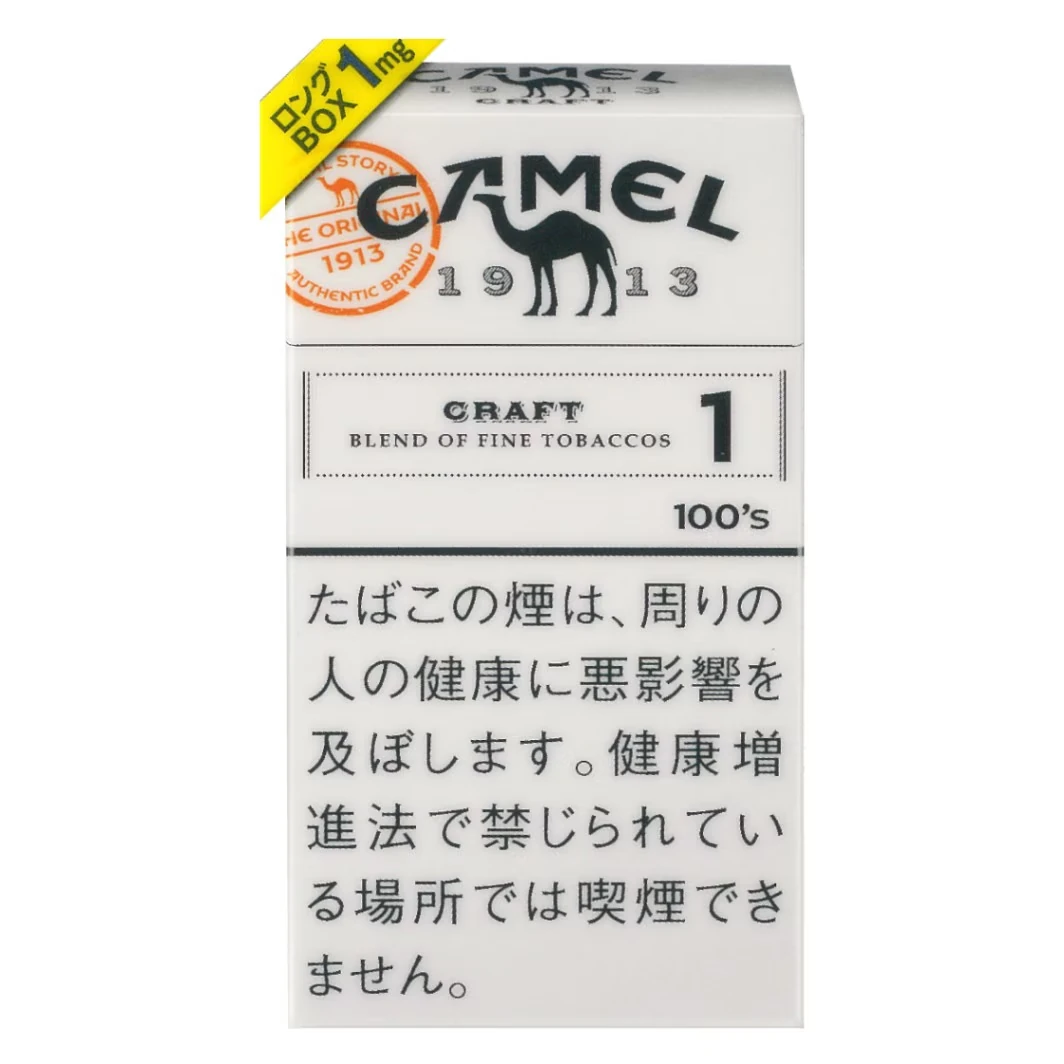 ロング
BOX 1mg
CAMEL
1913
CRAFT
STORY
CAMEL
THE ORIGINAL
1913
AUTHENTIC BRAND
1913
CRAFT
BLEND OF FINE TOBACCOS
1
100's
たばこの煙は、周りの
人の健康に悪影響を
及ぼします。健康増
進法で禁じられてい
る場所では喫煙でき
ません。